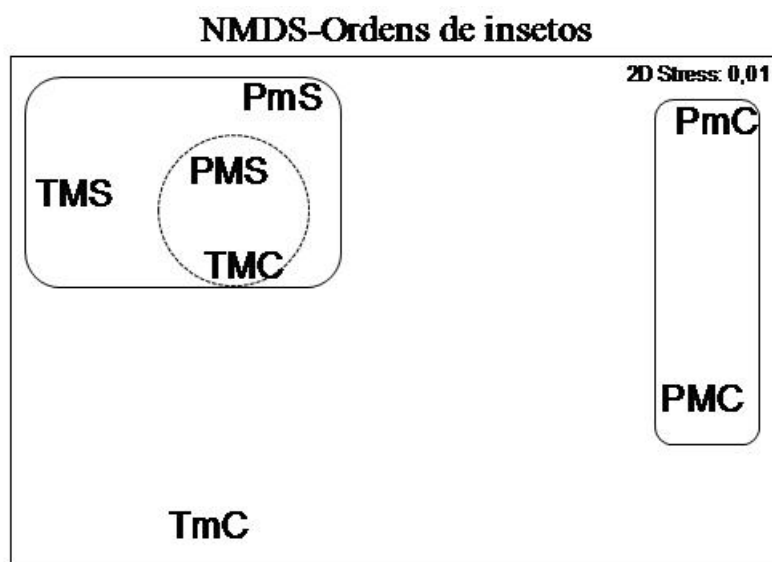 NMDS-Ordens de insetos
2D Stress: 0,01
PmS
PmC
PMS
TMS
TMC
PMC
TmC